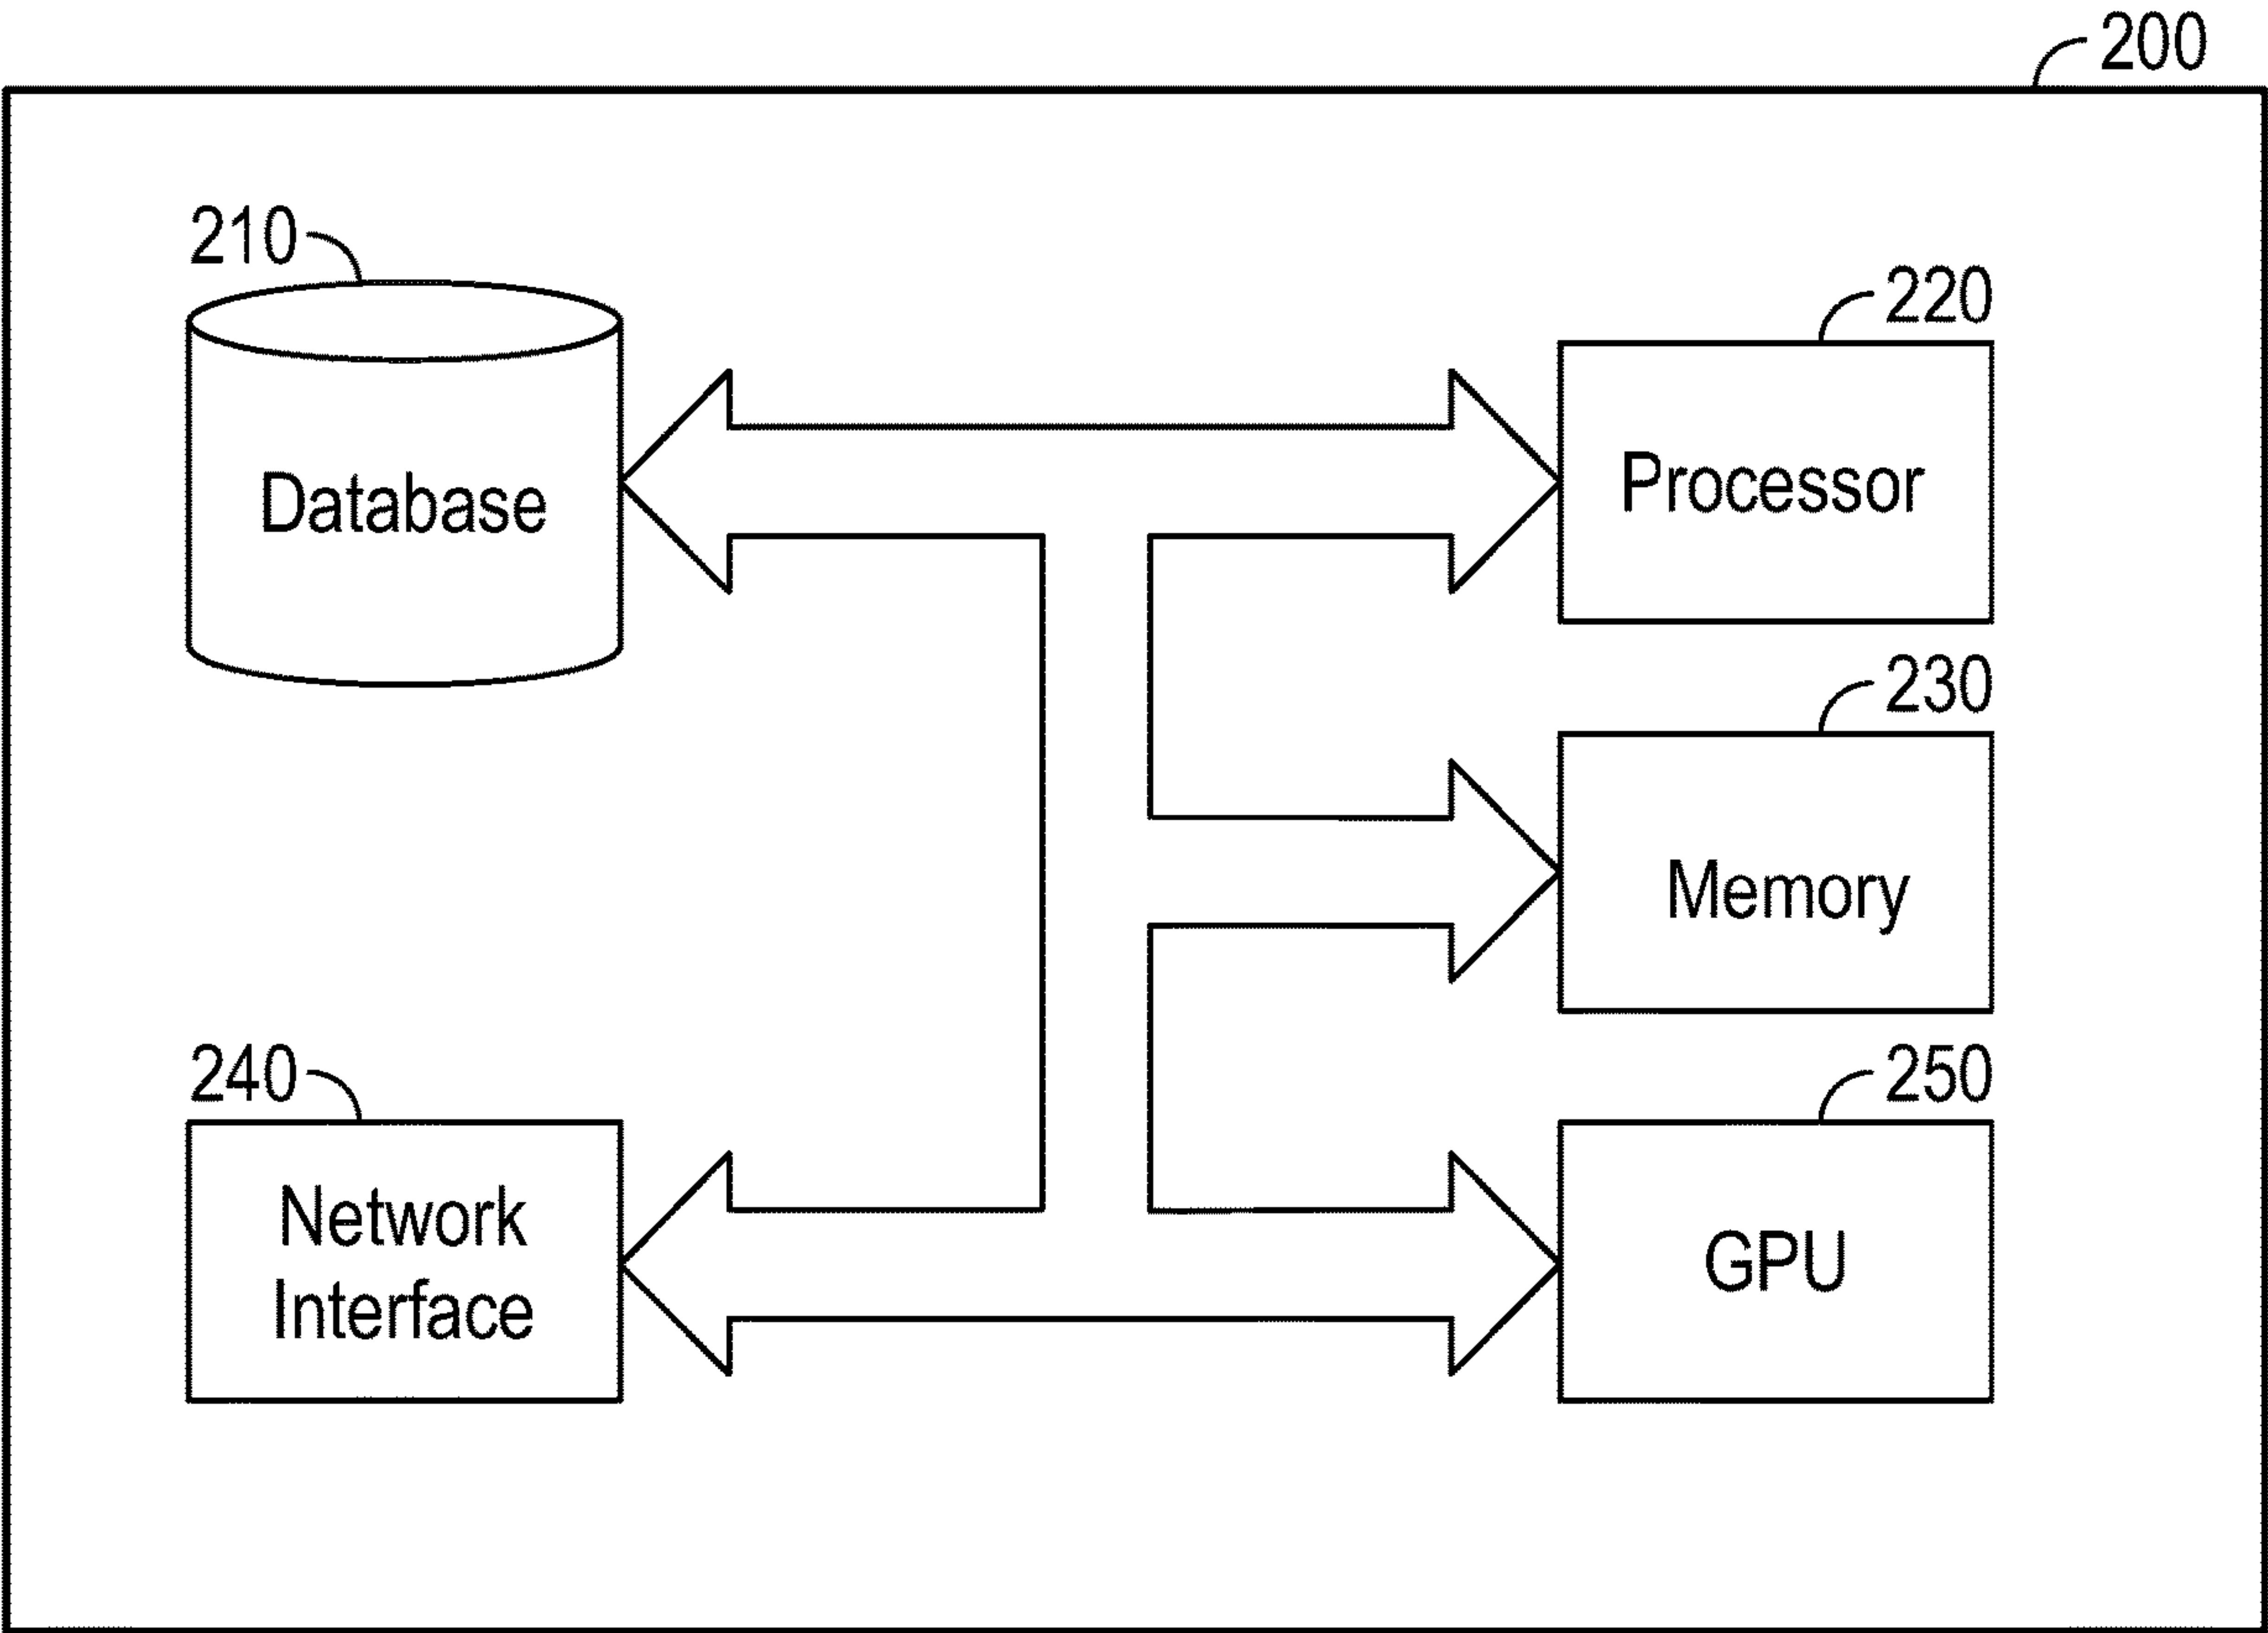 200
210
Database
220
Processor
230
Memory
240
Network
Interface
250
GPU